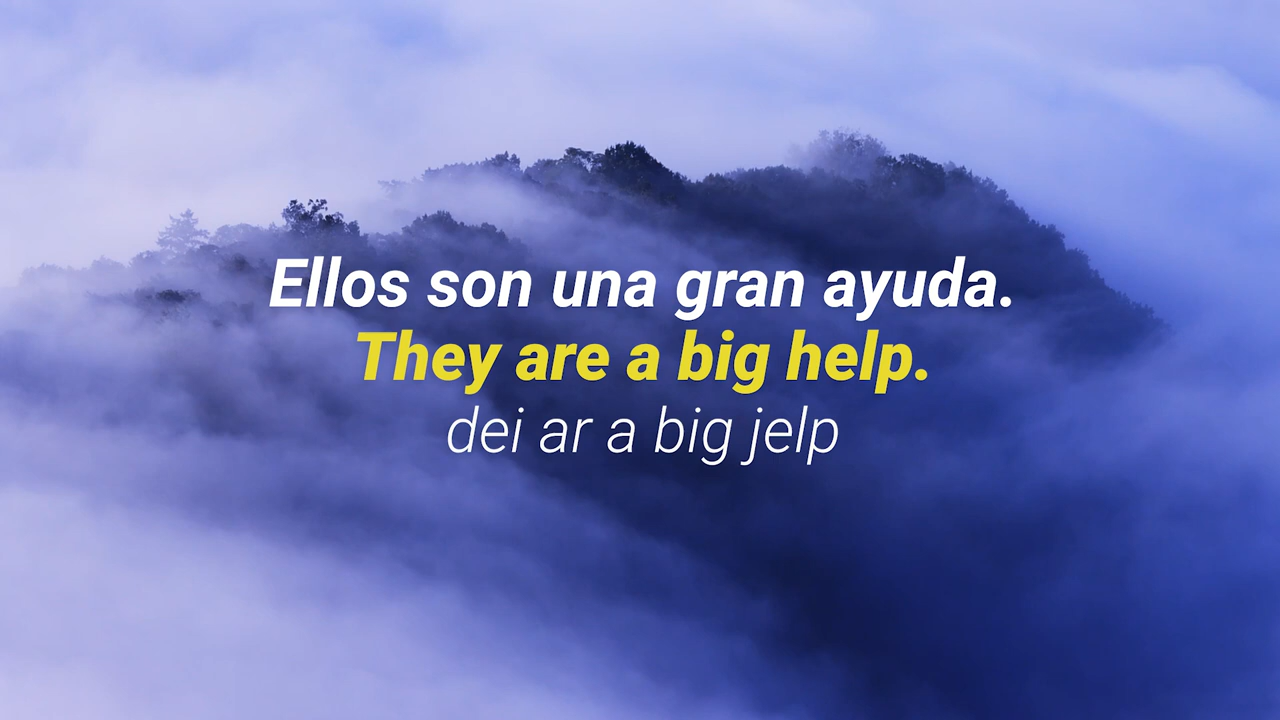 Ellos son una gran ayuda.
They are a big help.
dei ar a big jelp